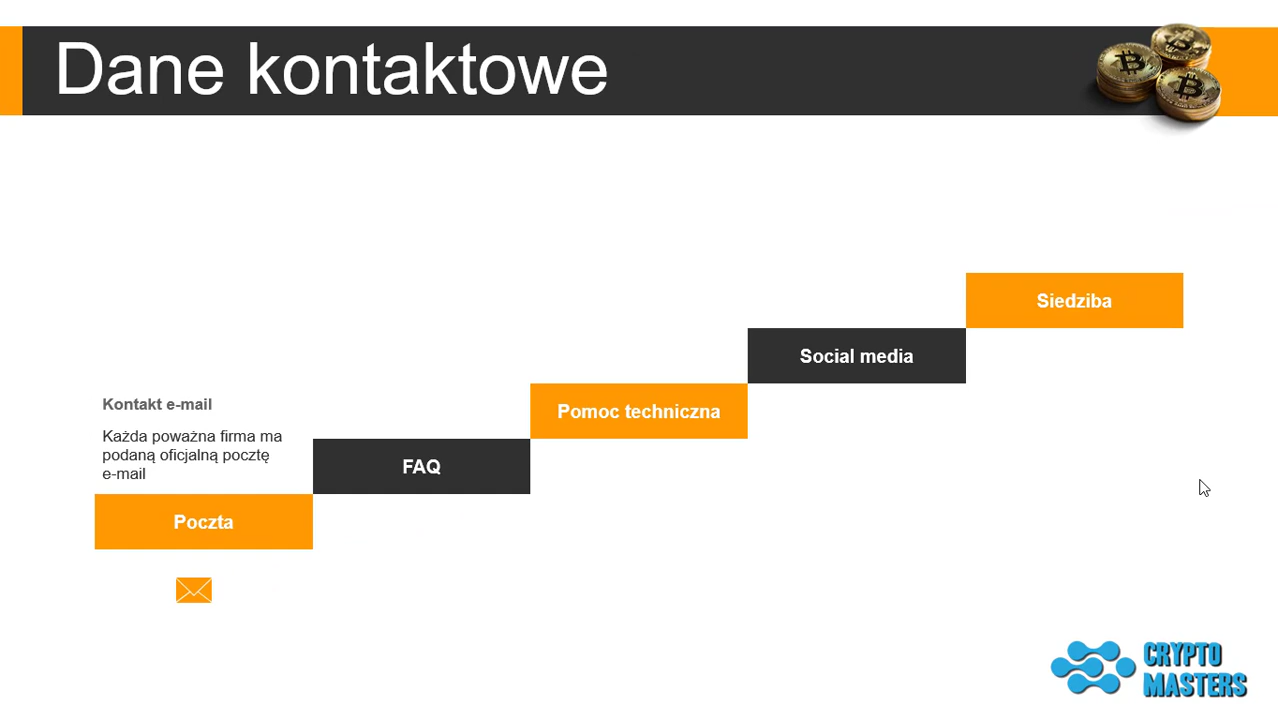 Dane kontaktowe
Siedziba
Social media
Pomoc techniczna
FAQ
Kontakt e-mail
Każda poważna firma ma
podaną oficjalną pocztę
e-mail
Poczta
CRYPTO
MASTERS